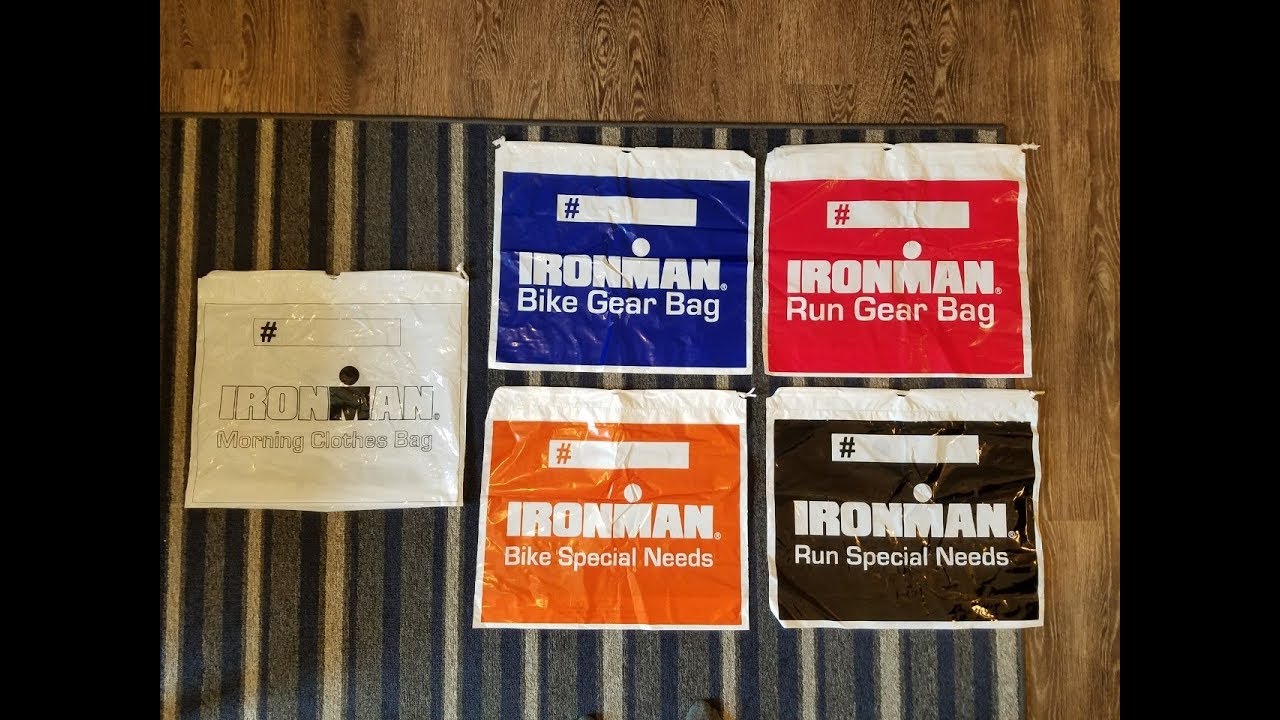 #
IRONMAN®
Morning Clothes Bag
#
IRONMAN®
Bike Gear Bag
#
IRONMAN®
Run Gear Bag
#
IRONMAN®
Bike Special Needs
#
IRONMAN®
Run Special Needs